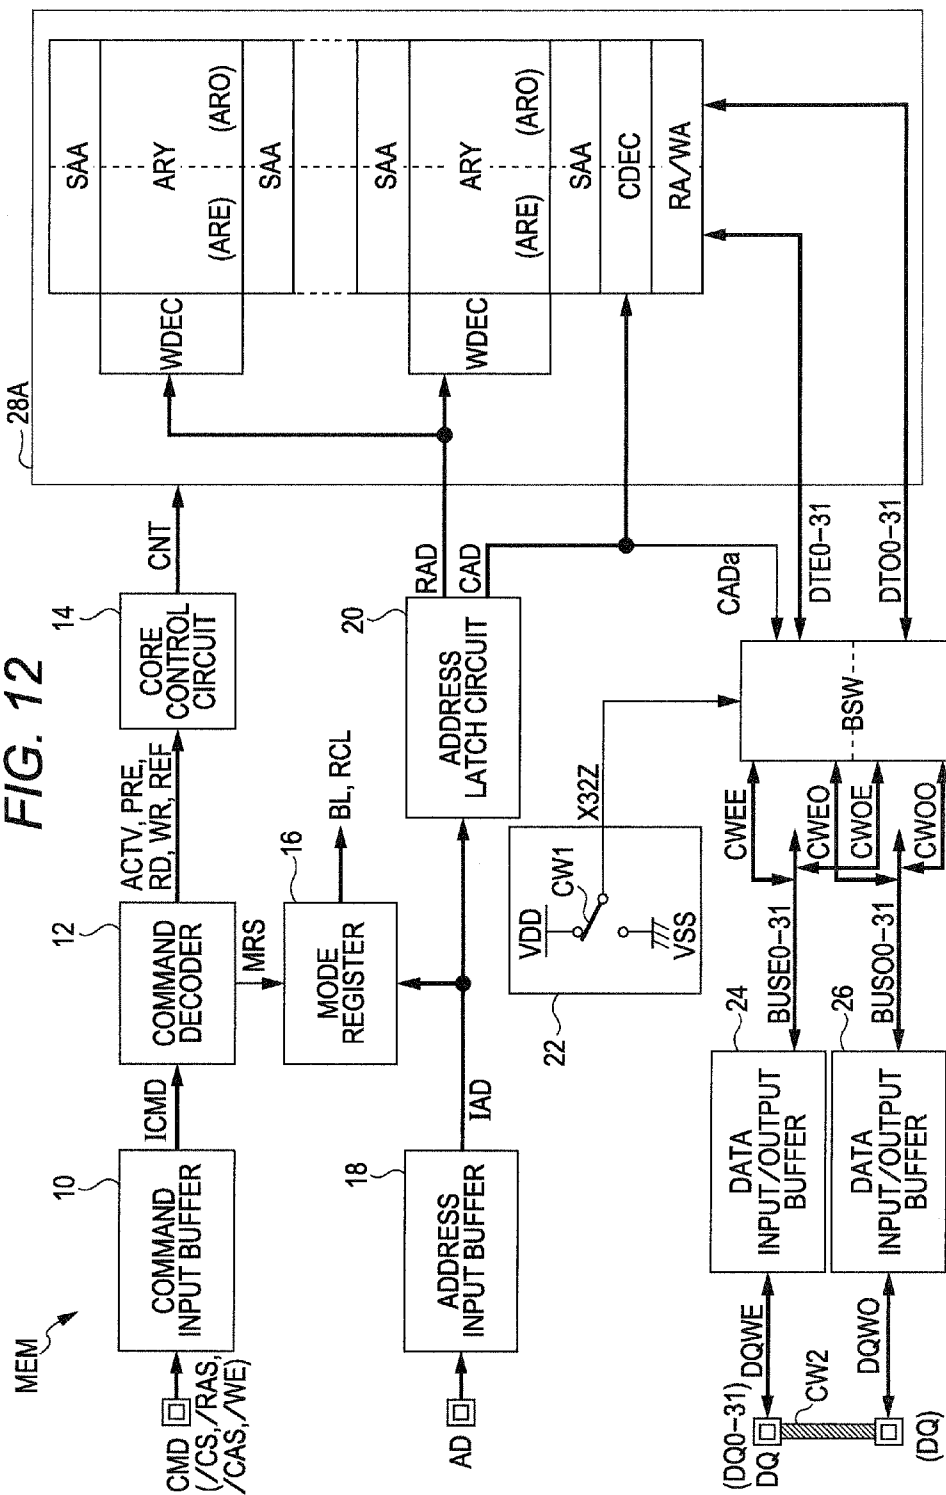 FIG. 12
MEM
CMD
(/CS, /RAS,
/CAS, /WE)
10
COMMAND
INPUT BUFFER
ICMD
12
COMMAND
DECODER
ACTV, PRE,
RD, WR, REF
14
CORE
CONTROL
CIRCUIT
CNT
28A
MRS
16
MODE
REGISTER
BL, RCL
AD
18
ADDRESS
INPUT BUFFER
IAD
20
ADDRESS
LATCH CIRCUIT
RAD
CAD
WDEC
WDEC
SAA
ARY
(ARE)
(ARO)
SAA
SAA
ARY
(ARE)
(ARO)
SAA
CDEC
RA/WA
22
VDD
CW1
VSS
X32Z
CADa
DTE0-31
DTO0-31
BSW
CWEE
CWEO
CWOE
CWOO
BUSE0-31
BUSO0-31
24
DATA
INPUT/OUTPUT
BUFFER
26
DATA
INPUT/OUTPUT
BUFFER
DQWE
DQWO
(DQ0-31)
DQ
CW2
(DQ)